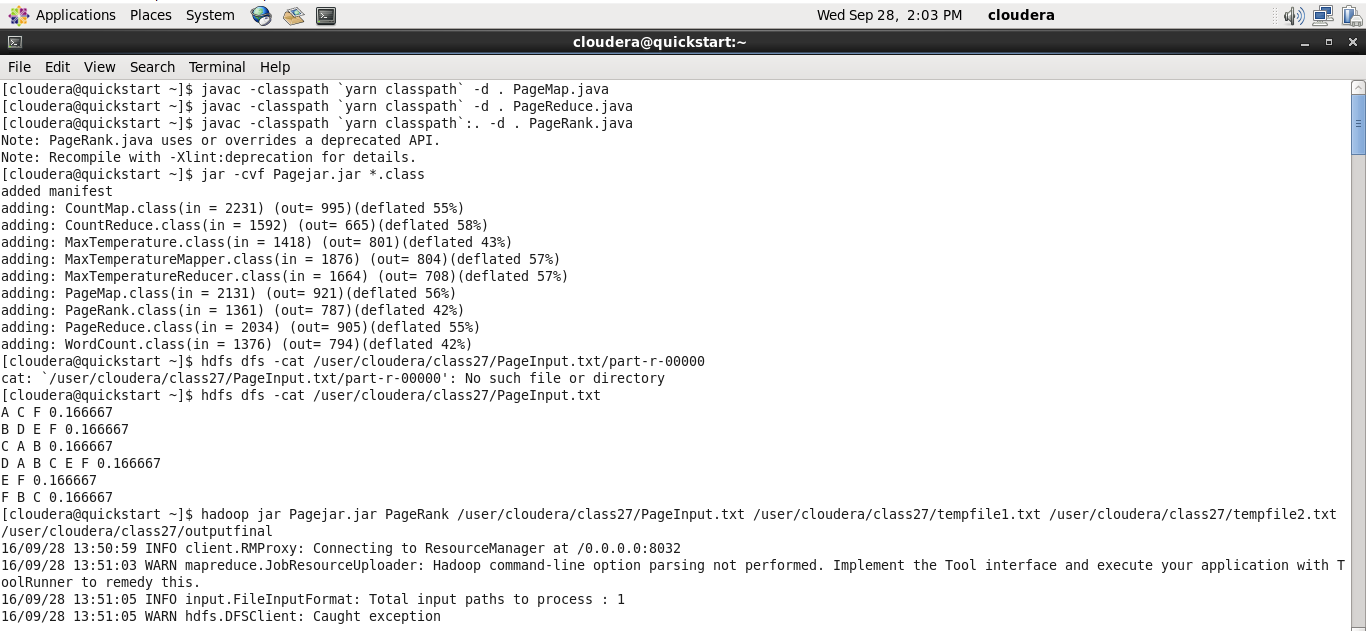 Applications Places System Wed Sep 28, 2:03 PM cloudera
cloudera@quickstart:~
File Edit View Search Terminal Help
[cloudera@quickstart ~]$ javac -classpath `yarn classpath` -d . PageMap.java
[cloudera@quickstart ~]$ javac -classpath `yarn classpath` -d . PageReduce.java
[cloudera@quickstart ~]$ javac -classpath `yarn classpath`:. -d . PageRank.java
Note: PageRank.java uses or overrides a deprecated API.
Note: Recompile with -Xlint:deprecation for details.
[cloudera@quickstart ~]$ jar -cvf Pagejar.jar *.class
added manifest
adding: CountMap.class(in = 2231) (out= 995)(deflated 55%)
adding: CountReduce.class(in = 1592) (out= 665)(deflated 58%)
adding: MaxTemperature.class(in = 1418) (out= 801)(deflated 43%)
adding: MaxTemperatureMapper.class(in = 1876) (out= 804)(deflated 57%)
adding: MaxTemperatureReducer.class(in = 1664) (out= 708)(deflated 57%)
adding: PageMap.class(in = 2131) (out= 921)(deflated 56%)
adding: PageRank.class(in = 1361) (out= 787)(deflated 42%)
adding: PageReduce.class(in = 2034) (out= 905)(deflated 55%)
adding: WordCount.class(in = 1376) (out= 794)(deflated 42%)
[cloudera@quickstart ~]$ hdfs dfs -cat /user/cloudera/class27/PageInput.txt/part-r-00000
cat: `/user/cloudera/class27/PageInput.txt/part-r-00000': No such file or directory
[cloudera@quickstart ~]$ hdfs dfs -cat /user/cloudera/class27/PageInput.txt
A C F 0.166667
B D E F 0.166667
C A B 0.166667
D A B C E F 0.166667
E F 0.166667
F B C 0.166667
[cloudera@quickstart ~]$ hadoop jar Pagejar.jar PageRank /user/cloudera/class27/PageInput.txt /user/cloudera/class27/tempfile1.txt /user/cloudera/class27/tempfile2.txt
/user/cloudera/class27/outputfinal
16/09/28 13:50:59 INFO client.RMProxy: Connecting to ResourceManager at /0.0.0.0:8032
16/09/28 13:51:03 WARN mapreduce.JobResourceUploader: Hadoop command-line option parsing not performed. Implement the Tool interface and execute your application with T
oolRunner to remedy this.
16/09/28 13:51:05 INFO input.FileInputFormat: Total input paths to process : 1
16/09/28 13:51:05 WARN hdfs.DFSClient: Caught exception